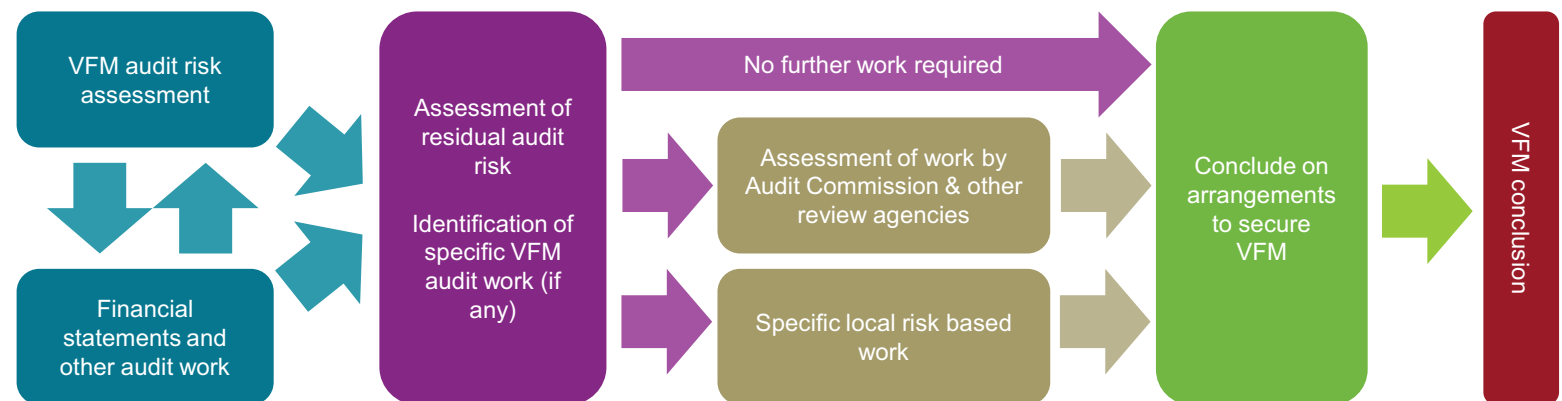 VFM audit risk
assessment
Financial
statements and
other audit work
Assessment of
residual audit
risk
Identification of
specific VFM
audit work (if
any)
No further work required
Assessment of work by
Audit Commission & other
review agencies
Specific local risk based
work
Conclude on
arrangements
to secure
VFM
VFM conclusion